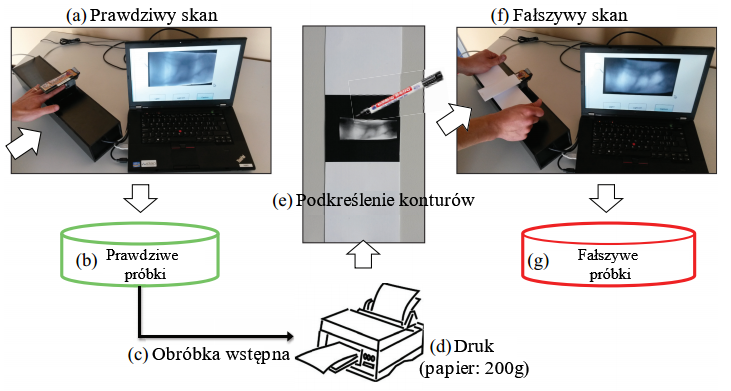 (a) Prawdziwy skan
(f) Fałszywy skan
(e) Podkreślenie konturów
(b) Prawdziwe
próbki
(g) Fałszywe
próbki
(c) Obróbka wstępna
(d) Druk
(papier: 200g)